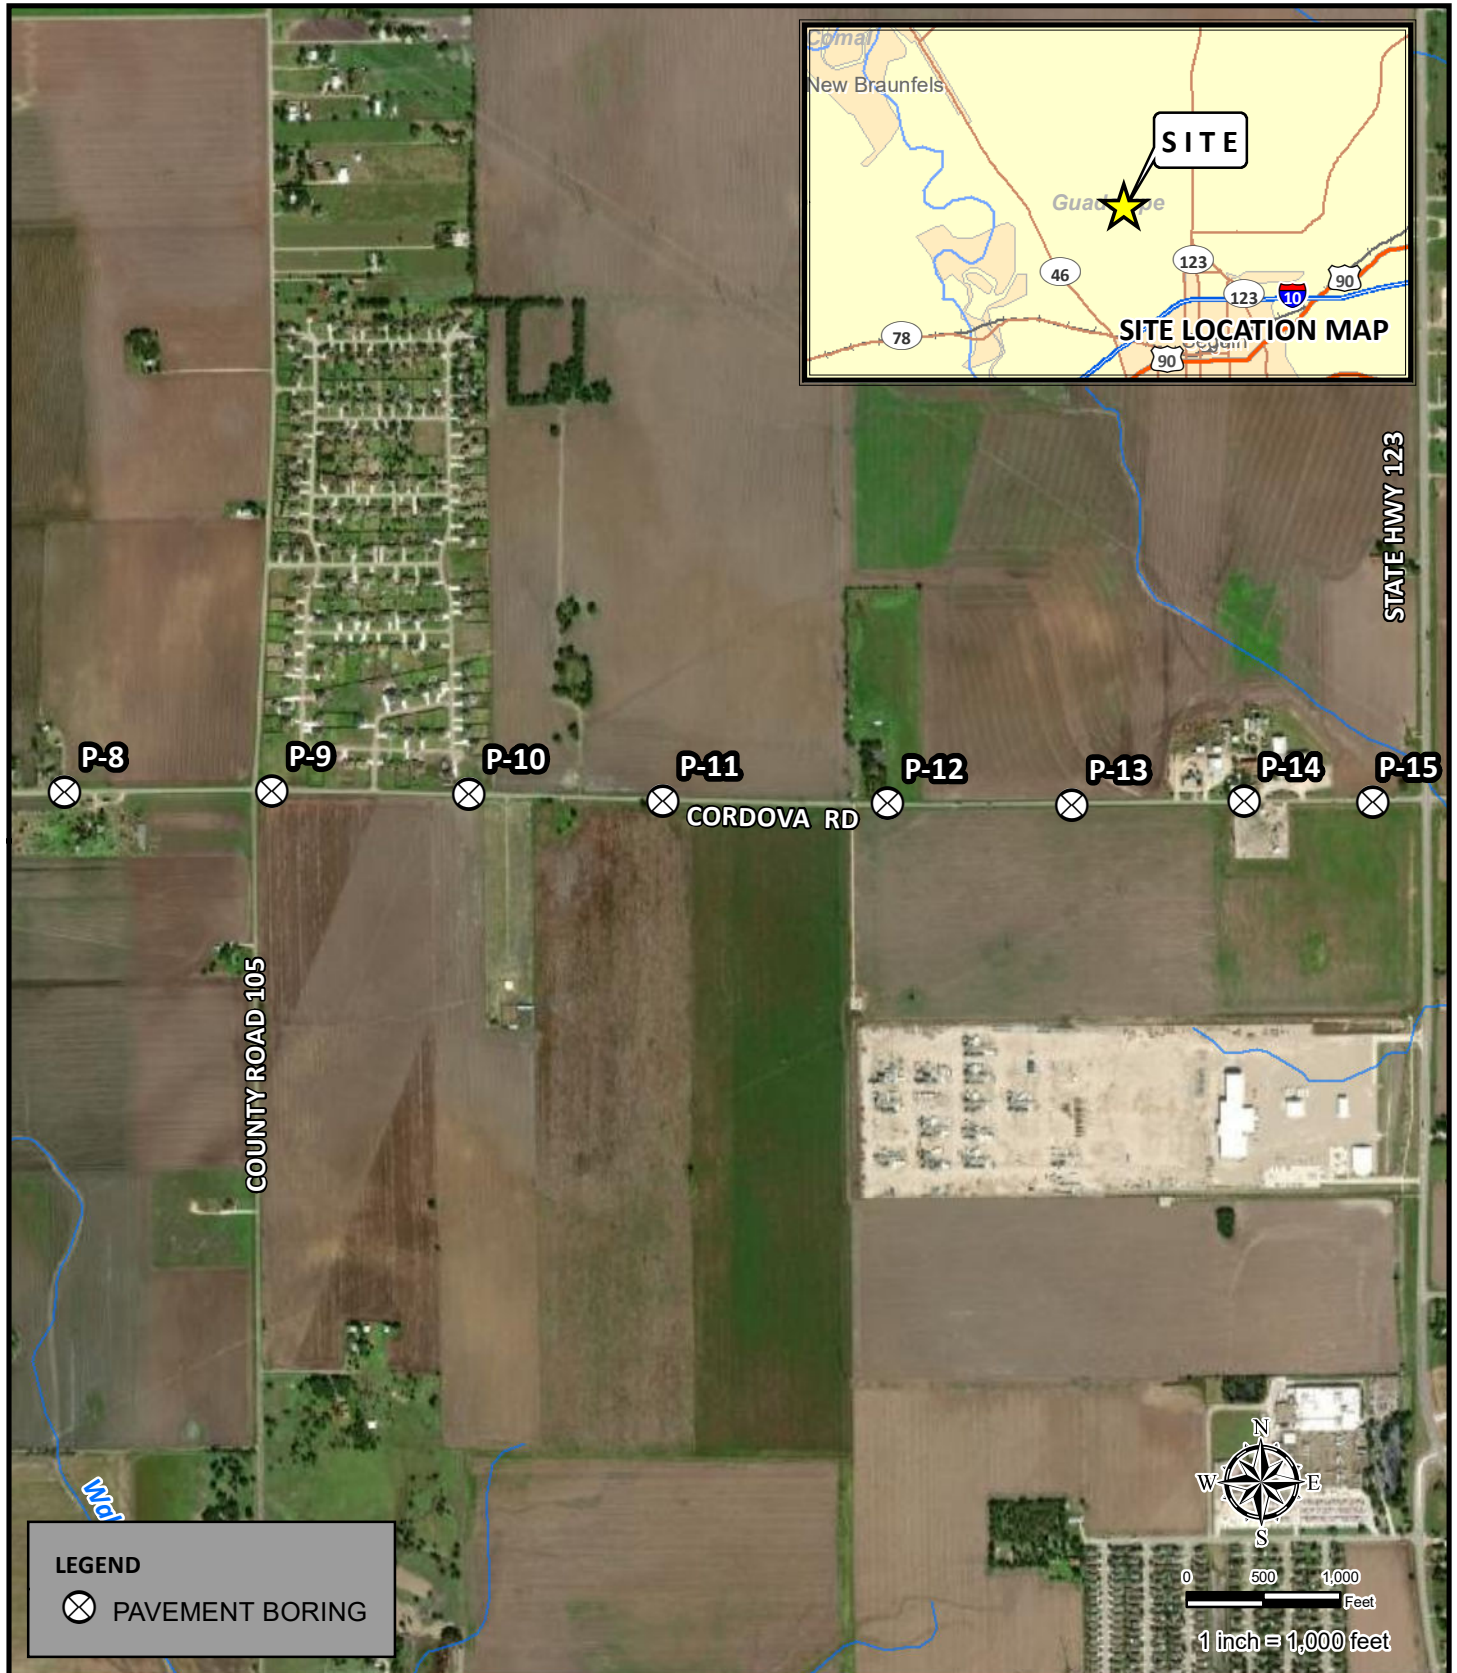 Comal
New Braunfels
SITE
46
123
123
10
90
78
SITE LOCATION MAP
90
STATE HWY 123
P-8
P-9
P-10
P-11
P-12
P-13
P-14
P-15
CORDOVA RD
COUNTY ROAD 105
N
W
E
S
LEGEND
PAVEMENT BORING
0
500
1,000
Feet
1 inch = 1,000 feet